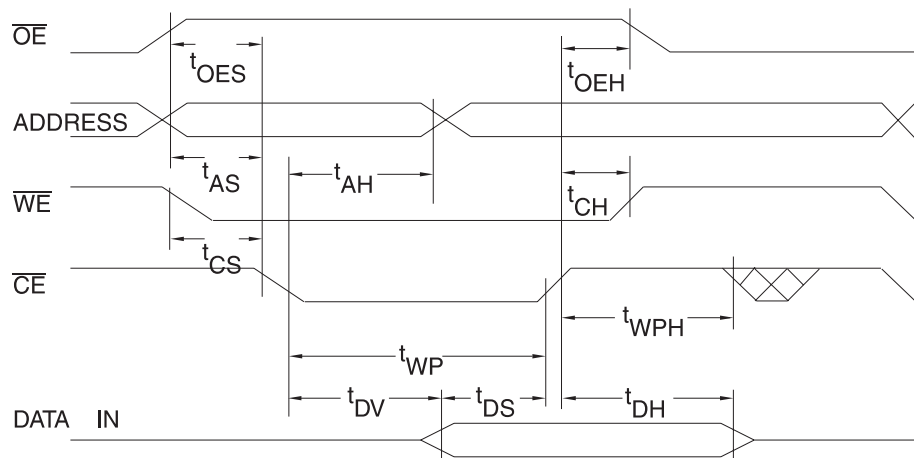 OE
tOES
tOEH
ADDRESS
tAS
tAH
tCH
WE
tCS
CE
tWPH
tWP
tDV
tDS
tDH
DATA IN